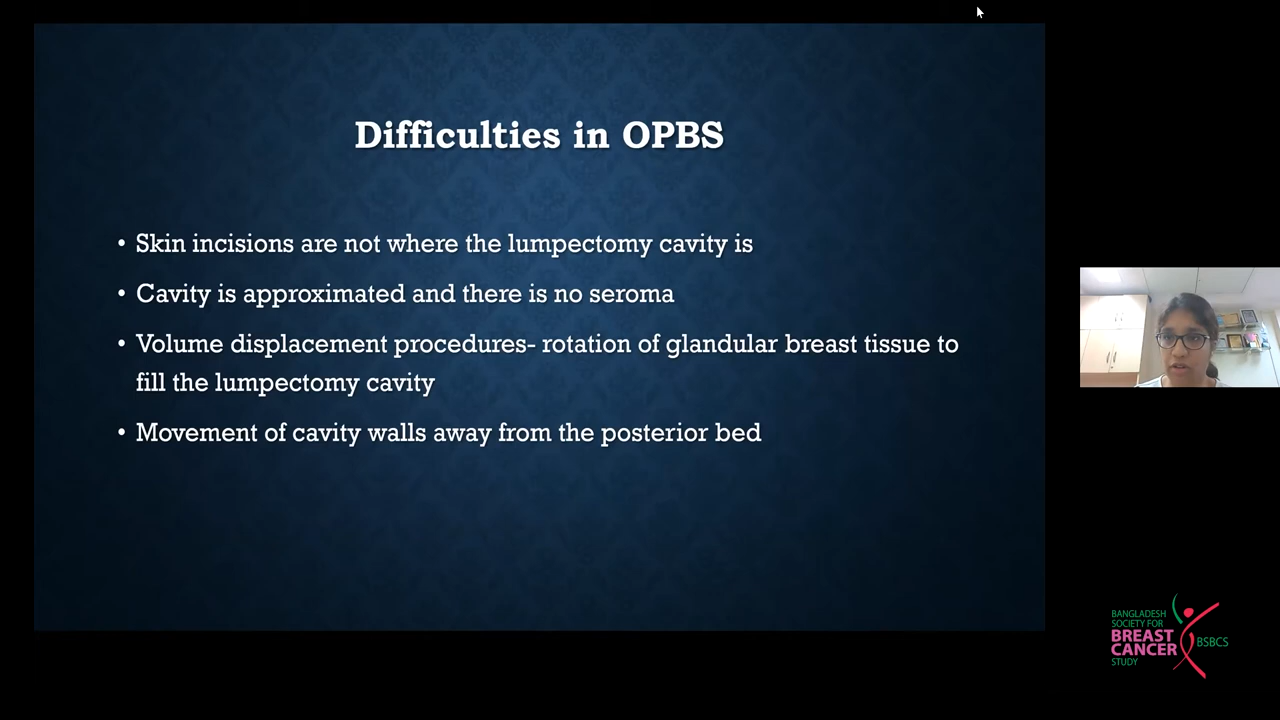 Difficulties in OPBS
• Skin incisions are not where the lumpectomy cavity is
• Cavity is approximated and there is no seroma
• Volume displacement procedures- rotation of glandular breast tissue to
fill the lumpectomy cavity
• Movement of cavity walls away from the posterior bed
BANGLADESH
SOCIETY FOR
BREAST
CANCER
STUDY
BSBCS